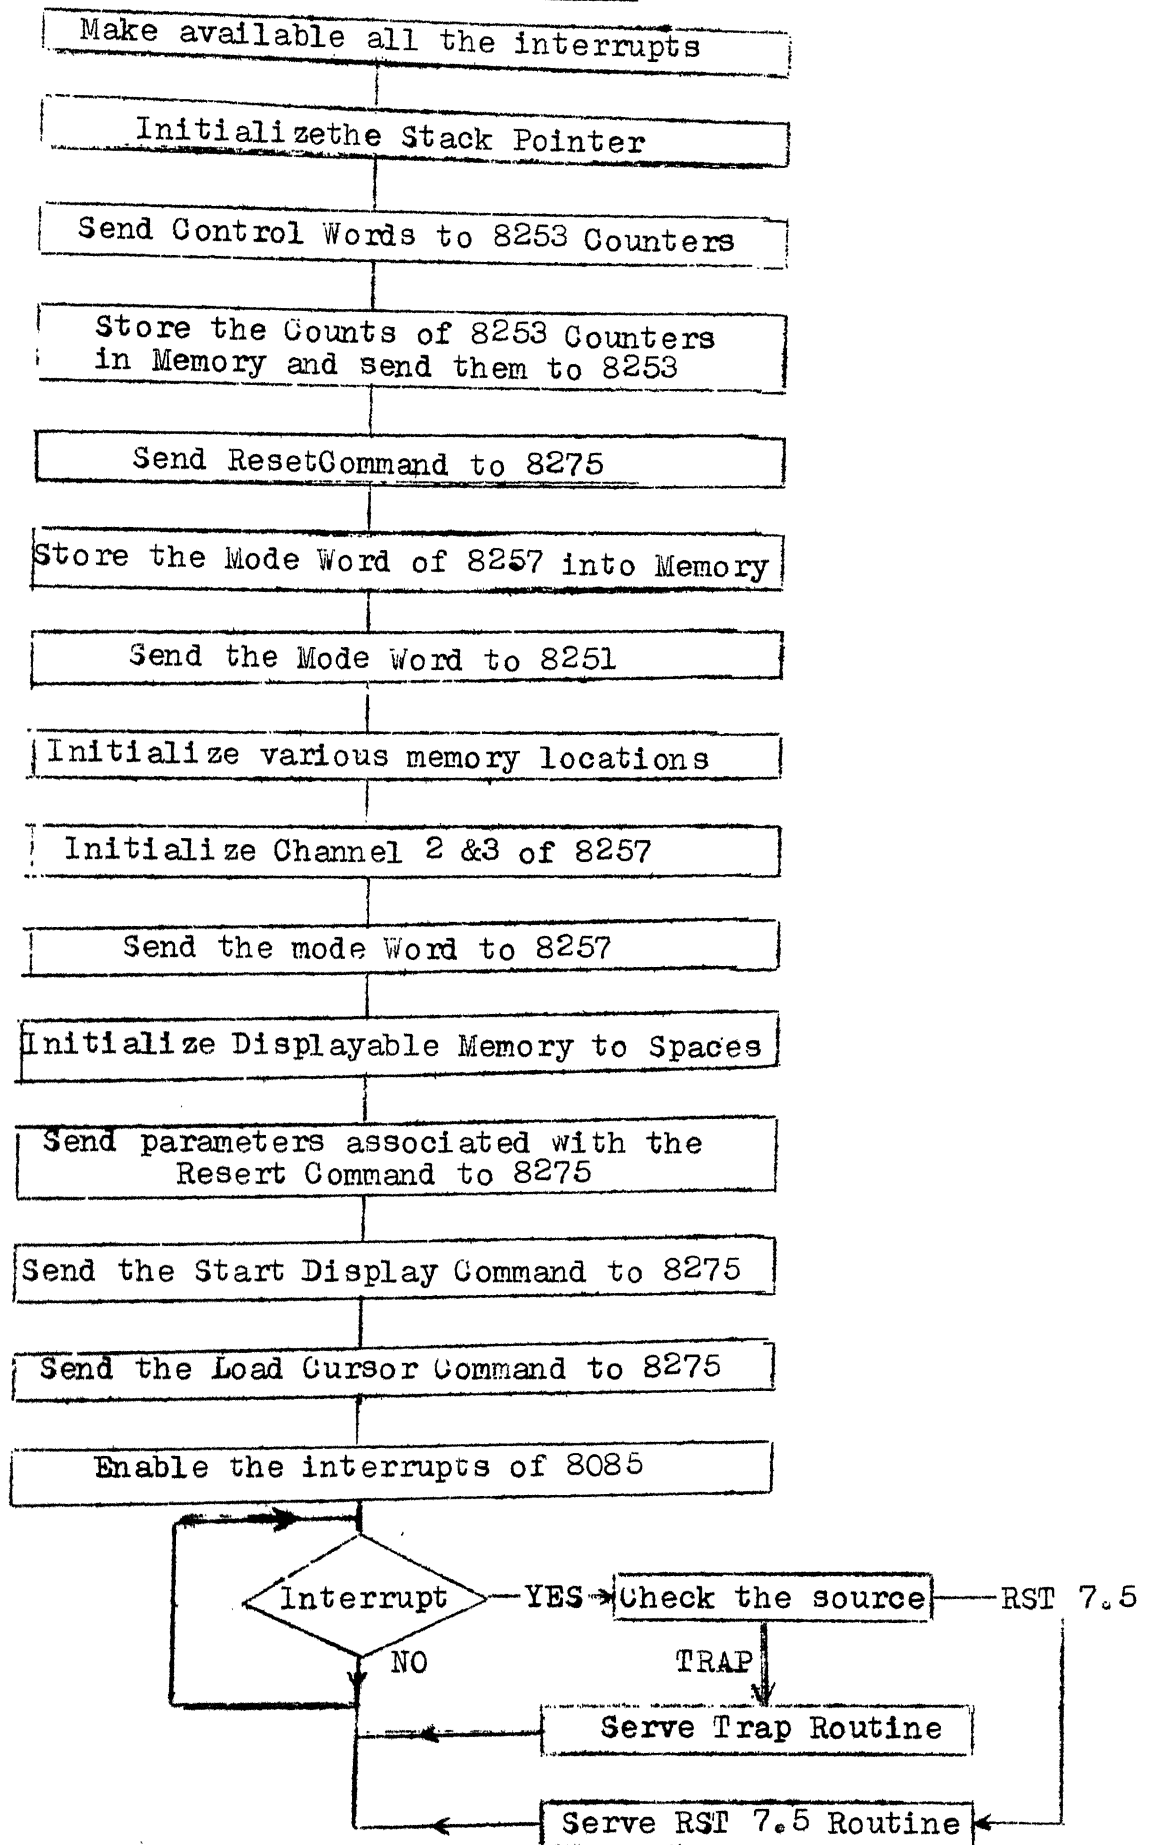 Make available all the interrupts
Initializethe Stack Pointer
Send Control Words to 8253 Counters
Store the Counts of 8253 Counters
in Memory and send them to 8253
Send ResetCommand to 8275
Store the Mode Word of 8257 into Memory
Send the Mode Word to 8251
Initialize various memory locations
Initialize Channel 2 &3 of 8257
Send the mode Word to 8257
Initialize Displayable Memory to Spaces
Send parameters associated with the
Resert Command to 8275
Send the Start Display Command to 8275
Send the Load Cursor Command to 8275
Enable the interrupts of 8085
Interrupt
YES
Check the source
RST 7.5
NO
TRAP
Serve Trap Routine
Serve RST 7.5 Routine